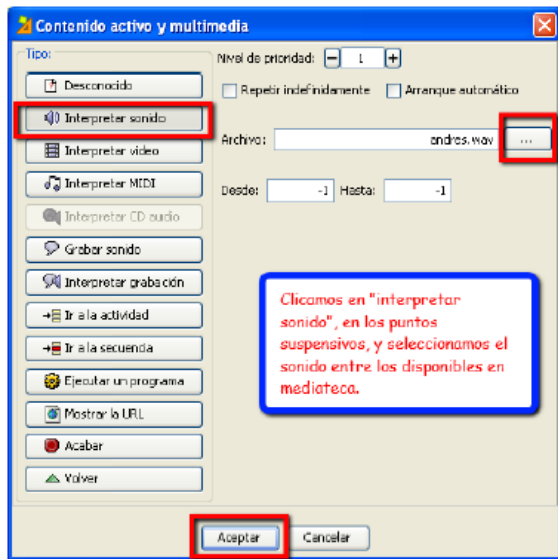 Contenido activo y multimedia
Tipo:
Desconocido
Interpretar sonido
Interpretar video
Interpretar MIDI
Interpretar CD audio
Grabar sonido
Interpretar grabación
Ir a la actividad
Ir a la secuencia
Ejecutar un programa
Mostrar la URL
Acabar
Volver
Nivel de prioridad: 1
Repetir indefinidamente Arranque automático
Archivo: andres.wav ...
Desde: -1 Hasta: -1
Clicamos en "interpretar
sonido", en los puntos
suspensivos, y seleccionamos el
sonido entre los disponibles en
mediateca.
Aceptar Cancelar